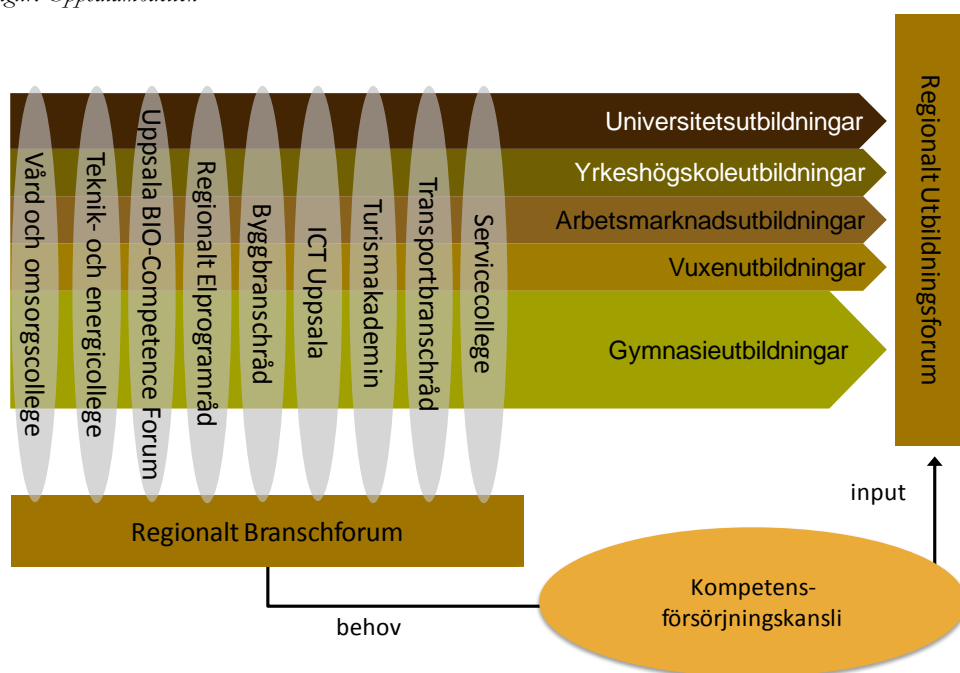 Uppsalamodellen
Universitetsutbildningar
Yrkeshögskoleutbildningar
Arbetsmarknadsutbildningar
Vuxenutbildningar
Gymnasieutbildningar
Regionalt Utbildningsforum
Vård och omsorgscollege
Teknik- och energicollege
Uppsala BIO-Competence Forum
Regionalt Elprogramråd
Byggbranschråd
ICT Uppsala
Turismakademin
Transportbranschråd
Servicecollege
Regionalt Branschforum
input
behov
Kompetens-
försörjningskansli